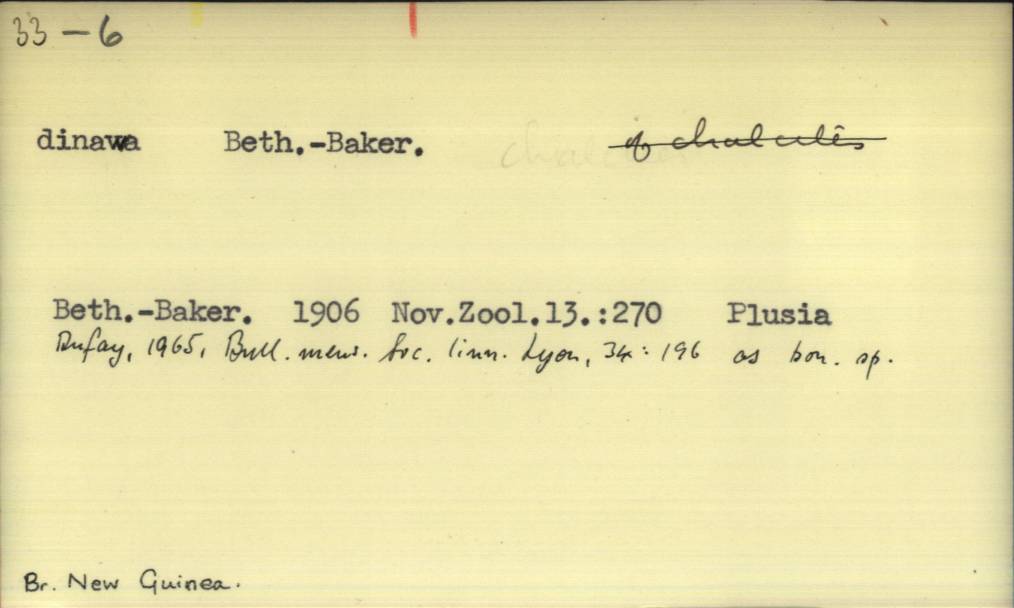 33 - 6
dinawa Beth.-Baker. chalcites of chalcites
Beth.-Baker. 1906 Nov.Zool.13.:270 Plusia
Dufay, 1965, Bull. mens. Soc. linn. Lyon, 34: 196 as bon. sp.
Br. New Guinea.